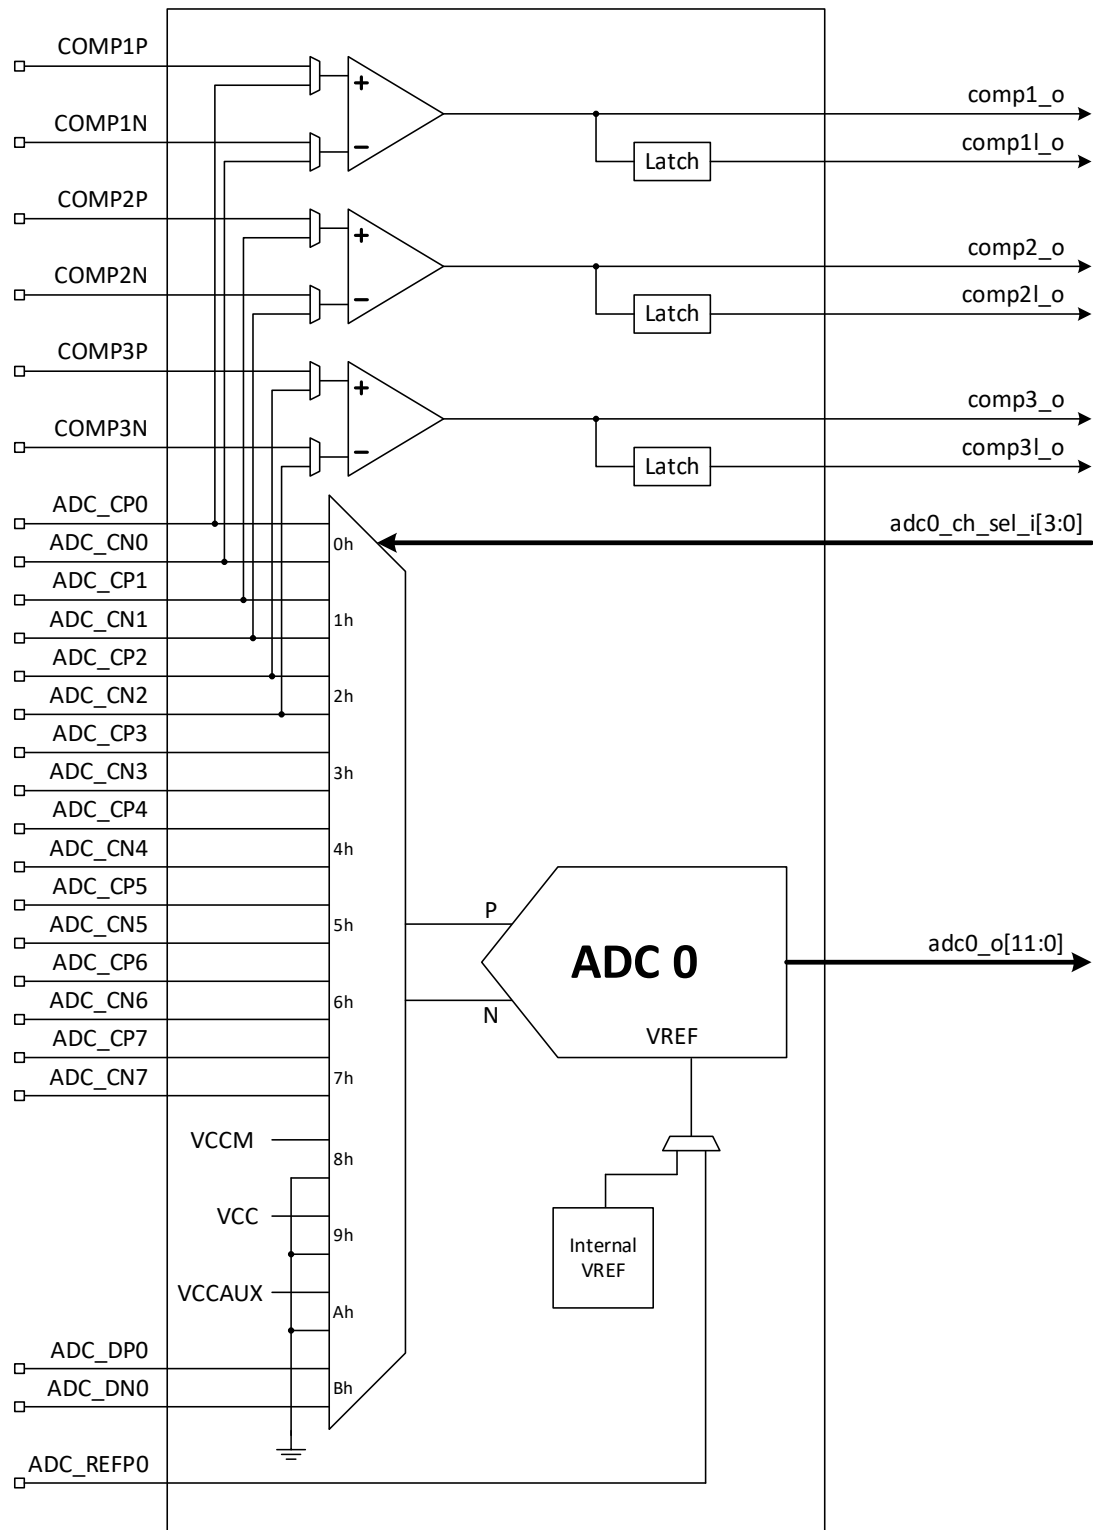 COMP1P
+
comp1_o
COMP1N
−
Latch
comp1l_o
COMP2P
+
comp2_o
COMP2N
−
Latch
comp2l_o
COMP3P
+
comp3_o
COMP3N
−
Latch
comp3l_o
ADC_CP0
adc0_ch_sel_i[3:0]
ADC_CN0
0h
ADC_CP1
ADC_CN1
1h
ADC_CP2
ADC_CN2
2h
ADC_CP3
ADC_CN3
3h
ADC_CP4
ADC_CN4
4h
ADC_CP5
ADC_CN5
5h
ADC_CP6
ADC_CN6
6h
ADC_CP7
ADC_CN7
7h
P
N
ADC 0
VREF
adc0_o[11:0]
VCCM
8h
VCC
9h
VCCAUX
Ah
Internal
VREF
ADC_DP0
ADC_DN0
Bh
ADC_REFP0